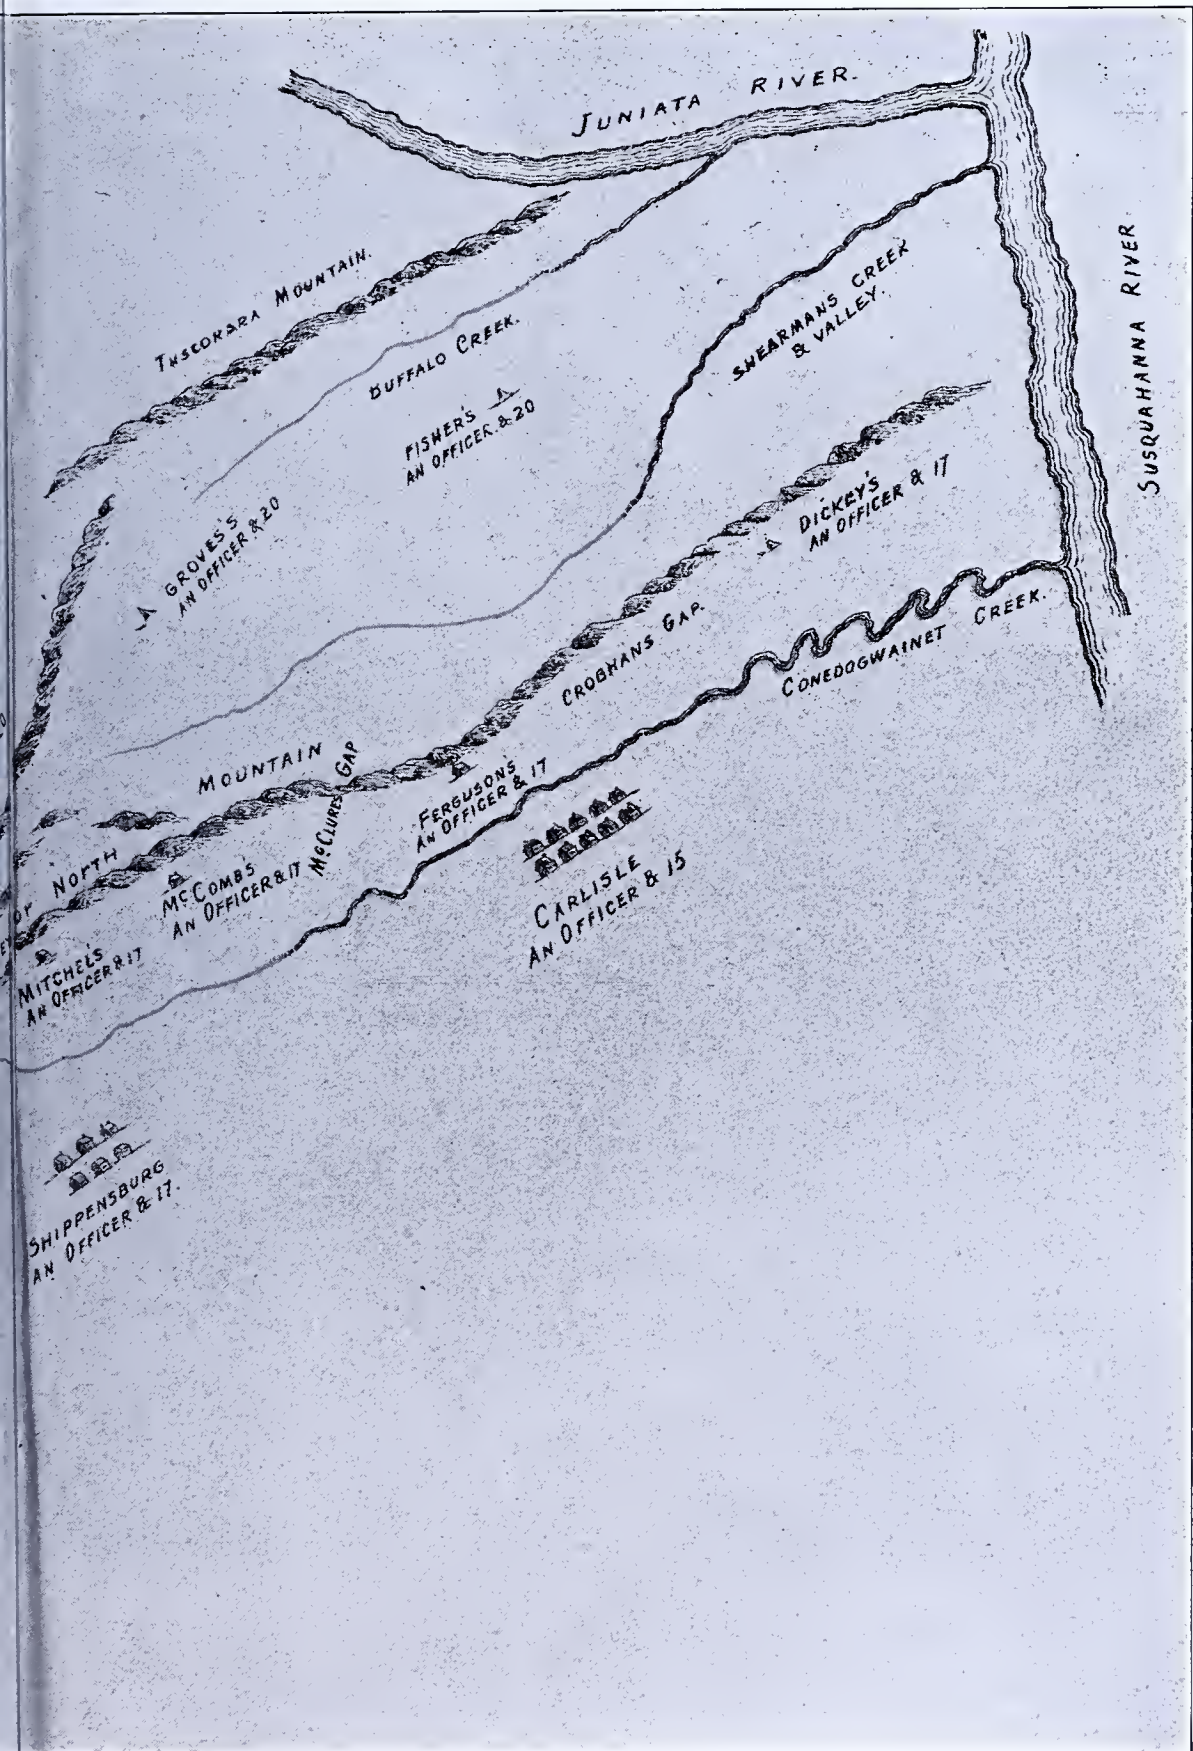 JUNIATA RIVER.
SUSQUAHANNA RIVER.
TUSCORARA MOUNTAIN.
BUFFALO CREEK.
SHEARMANS CREEK
& VALLEY.
FISHER'S
AN OFFICER & 20
GROVES'S
AN OFFICER & 20
DICKEY'S
AN OFFICER & 17
CROGHANS GAP.
CONEDOGWAINET CREEK.
NORTH MOUNTAIN
McCLURES GAP
FERGUSONS
AN OFFICER & 17
McCOMBS
AN OFFICER & 17
CARLISLE
AN OFFICER & 15
OF
MITCHEL'S
AN OFFICER & 17
SHIPPENSBURG
AN OFFICER & 17.